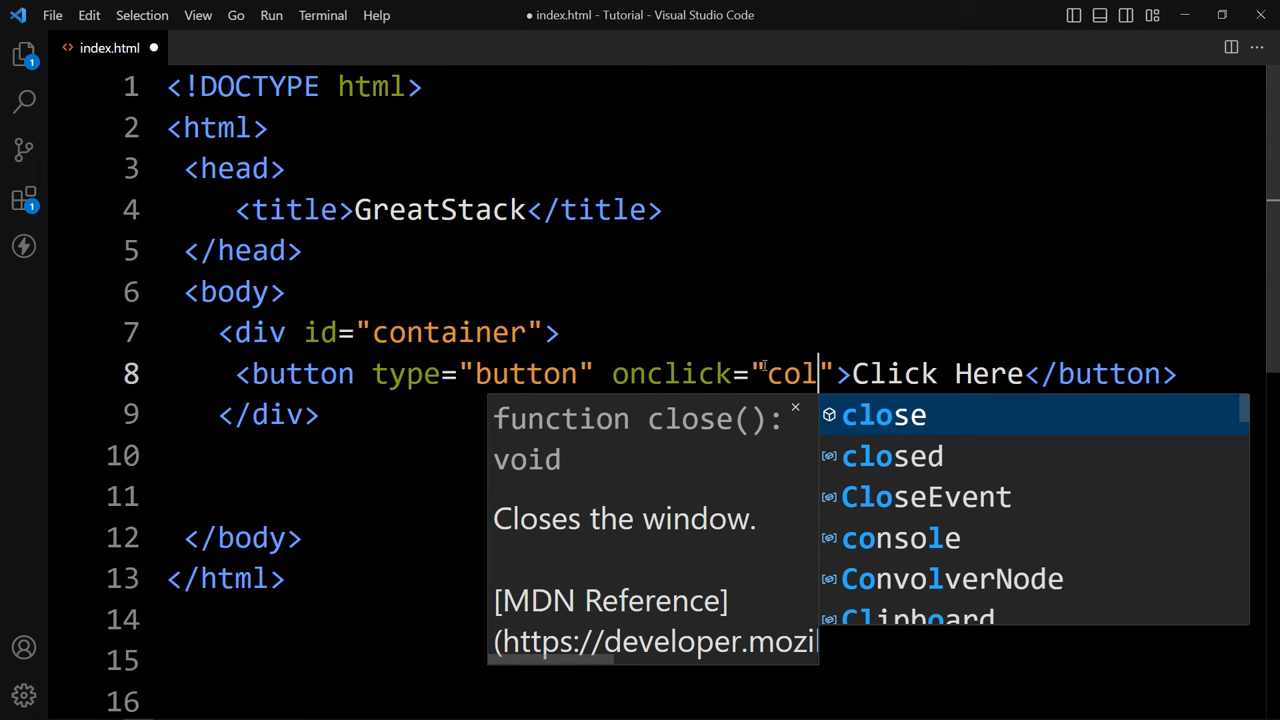 File Edit Selection View Go Run Terminal Help ● index.html - Tutorial - Visual Studio Code
<> index.html ●
1 <!DOCTYPE html>
2 <html>
3 <head>
4 <title>GreatStack</title>
5 </head>
6 <body>
7 <div id="container">
8 <button type="button" onclick="col">Click Here</button>
9 </div>
10
11
12 </body>
13 </html>
14
15
16
function close():
void
Closes the window.
[MDN Reference]
(https://developer.mozil
close
closed
CloseEvent
console
ConvolverNode
Clipboard
1
1